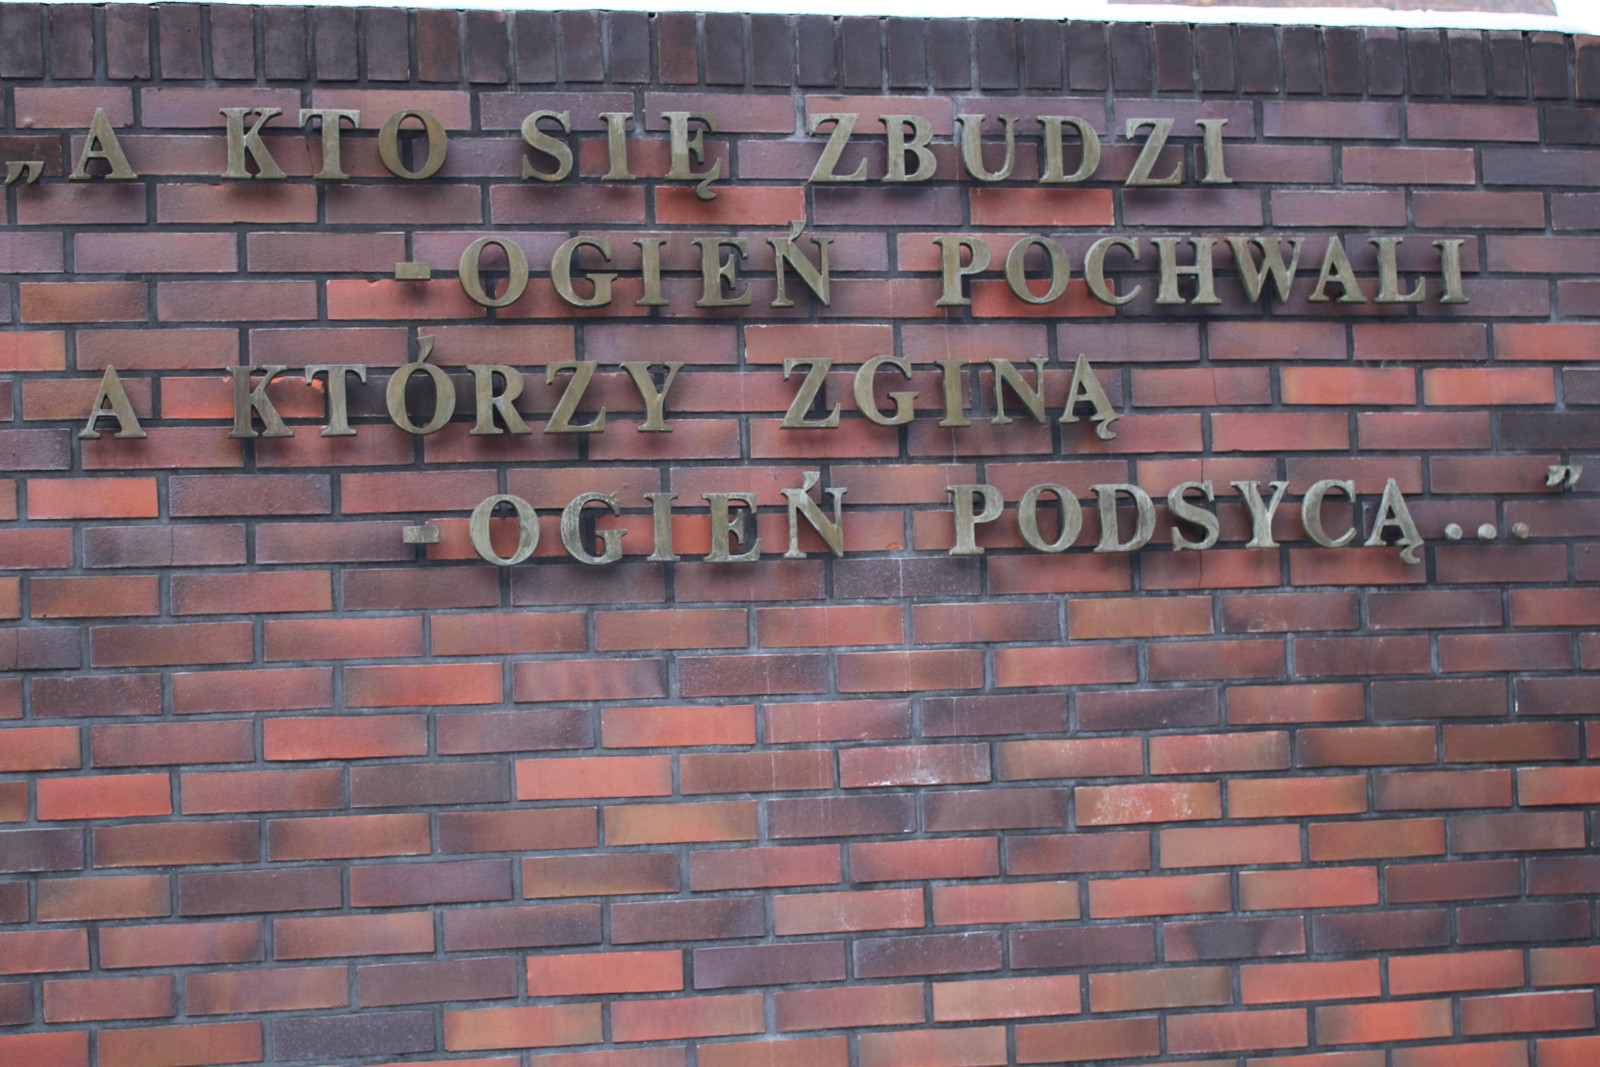 „A KTO SIĘ ZBUDZI
- OGIEŃ POCHWALI
A KTÓRZY ZGINĄ
- OGIEŃ PODSYCĄ... ”